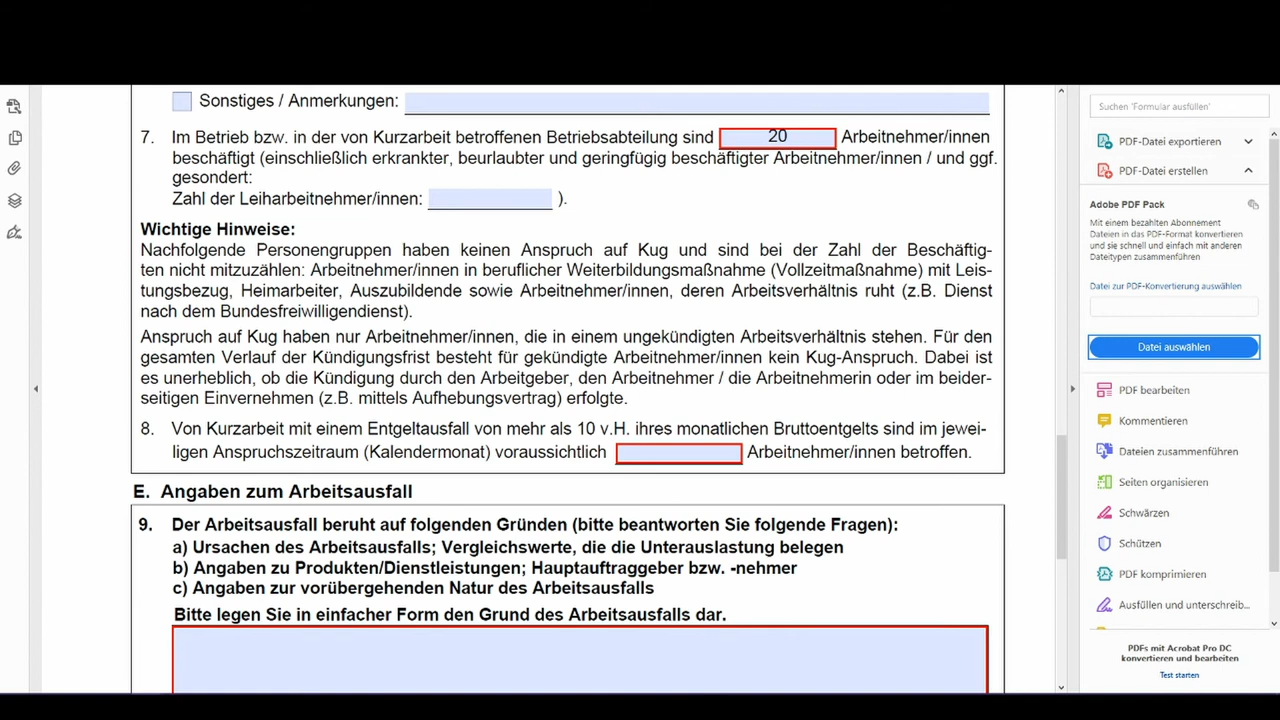 Sonstiges / Anmerkungen:
7. Im Betrieb bzw. in der von Kurzarbeit betroffenen Betriebsabteilung sind 20 Arbeitnehmer/innen
beschäftigt (einschließlich erkrankter, beurlaubter und geringfügig beschäftigter Arbeitnehmer/innen / und ggf.
gesondert:
Zahl der Leiharbeitnehmer/innen: ).
Wichtige Hinweise:
Nachfolgende Personengruppen haben keinen Anspruch auf Kug und sind bei der Zahl der Beschäftig-
ten nicht mitzuzählen: Arbeitnehmer/innen in beruflicher Weiterbildungsmaßnahme (Vollzeitmaßnahme) mit Leis-
tungsbezug, Heimarbeiter, Auszubildende sowie Arbeitnehmer/innen, deren Arbeitsverhältnis ruht (z.B. Dienst
nach dem Bundesfreiwilligendienst).
Anspruch auf Kug haben nur Arbeitnehmer/innen, die in einem ungekündigten Arbeitsverhältnis stehen. Für den
gesamten Verlauf der Kündigungsfrist besteht für gekündigte Arbeitnehmer/innen kein Kug-Anspruch. Dabei ist
es unerheblich, ob die Kündigung durch den Arbeitgeber, den Arbeitnehmer / die Arbeitnehmerin oder im beider-
seitigen Einvernehmen (z.B. mittels Aufhebungsvertrag) erfolgte.
8. Von Kurzarbeit mit einem Entgeltausfall von mehr als 10 v.H. ihres monatlichen Bruttoentgelts sind im jewei-
ligen Anspruchszeitraum (Kalendermonat) voraussichtlich Arbeitnehmer/innen betroffen.
E. Angaben zum Arbeitsausfall
9. Der Arbeitsausfall beruht auf folgenden Gründen (bitte beantworten Sie folgende Fragen):
a) Ursachen des Arbeitsausfalls; Vergleichswerte, die die Unterauslastung belegen
b) Angaben zu Produkten/Dienstleistungen; Hauptauftraggeber bzw. -nehmer
c) Angaben zur vorübergehenden Natur des Arbeitsausfalls
Bitte legen Sie in einfacher Form den Grund des Arbeitsausfalls dar.
Suchen 'Formular ausfüllen'
PDF-Datei exportieren
PDF-Datei erstellen
Adobe PDF Pack
Mit einem bezahlten Abonnement
Dateien in das PDF-Format konvertieren
und sie schnell und einfach mit anderen
Dateitypen zusammenführen
Datei zur PDF-Konvertierung auswählen
Datei auswählen
PDF bearbeiten
Kommentieren
Dateien zusammenführen
Seiten organisieren
Schwärzen
Schützen
PDF komprimieren
Ausfüllen und unterschreib...
PDFs mit Acrobat Pro DC
konvertieren und bearbeiten
Test starten